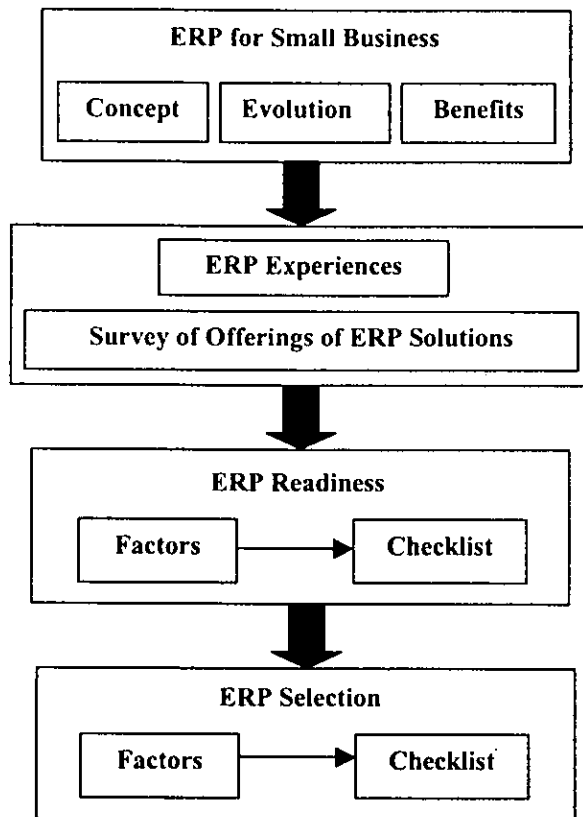 ERP for Small Business
Concept Evolution Benefits
ERP Experiences
Survey of Offerings of ERP Solutions
ERP Readiness
Factors Checklist
ERP Selection
Factors Checklist